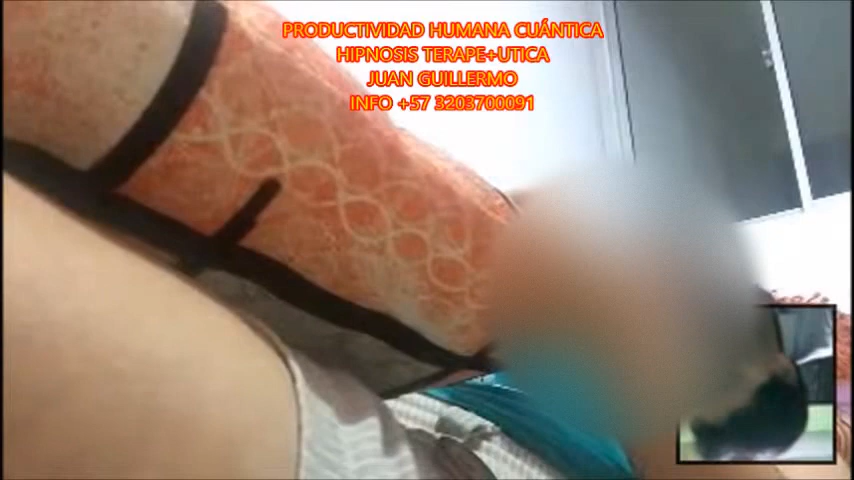 PRODUCTIVIDAD HUMANA CUÁNTICA
HIPNOSIS TERAPE+UTICA
JUAN GUILLERMO
INFO +57 3203700091